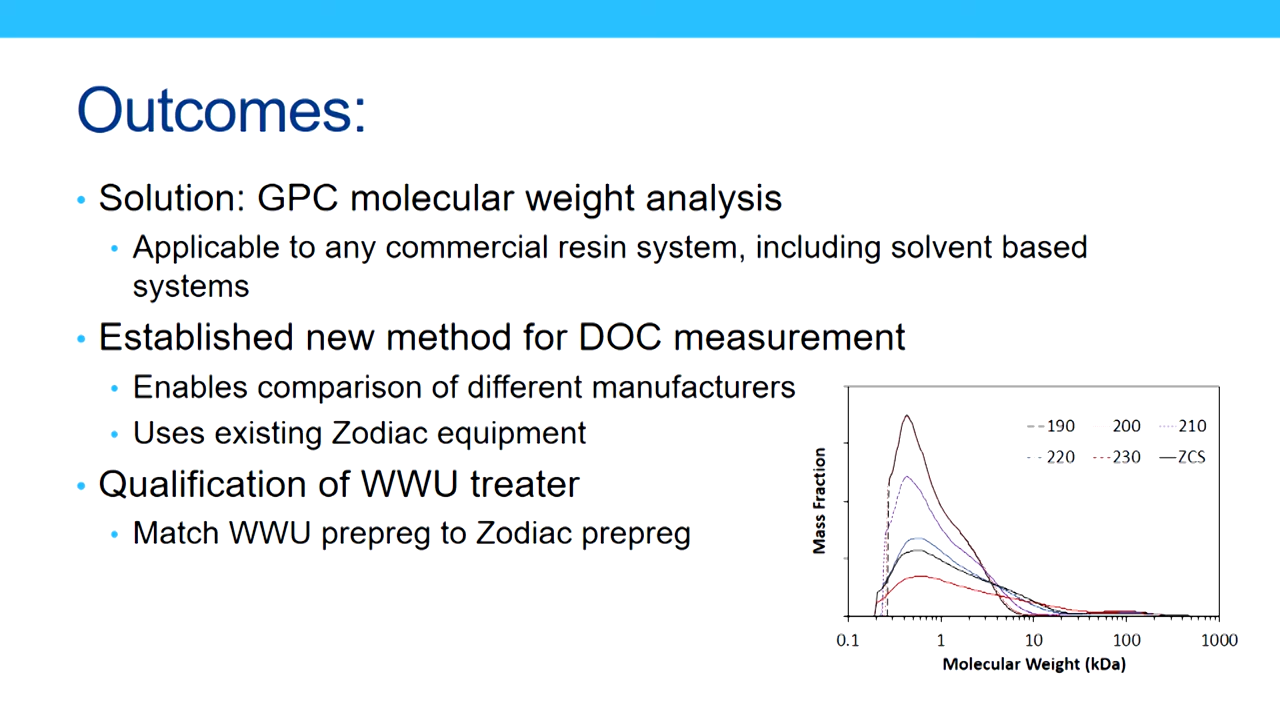 Outcomes:
Solution: GPC molecular weight analysis
Applicable to any commercial resin system, including solvent based
systems
Established new method for DOC measurement
Enables comparison of different manufacturers
Uses existing Zodiac equipment
Qualification of WWU treater
Match WWU prepreg to Zodiac prepreg
Mass Fraction
190 200 210
220 230 ZCS
0.1 1 10 100 1000
Molecular Weight (kDa)